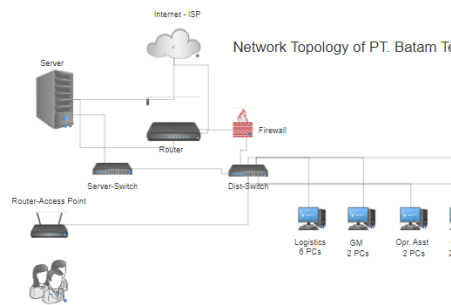 Internet - ISP
Network Topology of PT. Batam Te
Server
Firewall
Router
Server-Switch
Dist-Switch
Router-Access Point
Logistics
6 PCs
GM
2 PCs
Opr. Asst
2 PCs
2